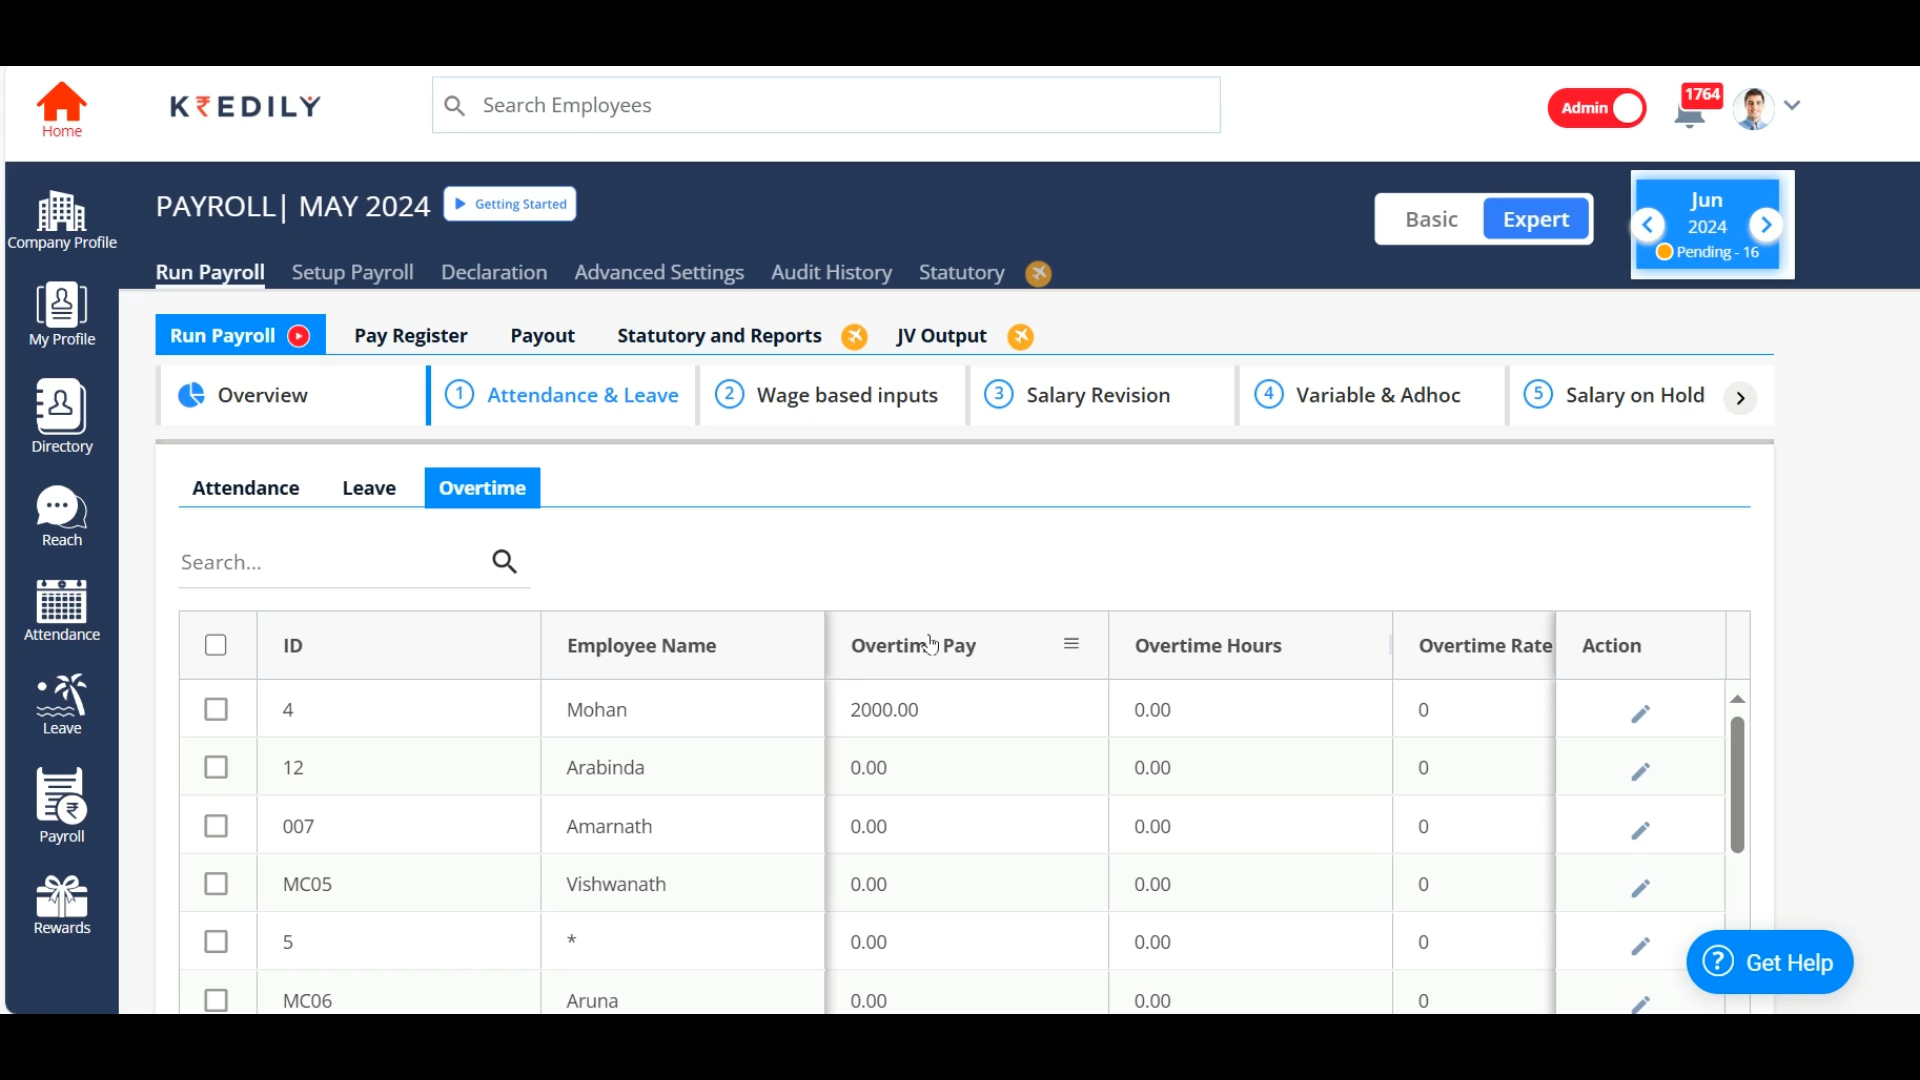 Home
K₹EDILY
Search Employees
Admin
1764
Company Profile
My Profile
Directory
Reach
Attendance
Leave
Payroll
Rewards
PAYROLL| MAY 2024
Getting Started
Basic
Expert
Jun
2024
Pending - 16
Run Payroll
Setup Payroll
Declaration
Advanced Settings
Audit History
Statutory
Run Payroll
Pay Register
Payout
Statutory and Reports
JV Output
Overview
1 Attendance & Leave
2 Wage based inputs
3 Salary Revision
4 Variable & Adhoc
5 Salary on Hold
Attendance
Leave
Overtime
Search...
ID Employee Name Overtime Pay Overtime Hours Overtime Rate Action
4 Mohan 2000.00 0.00 0
12 Arabinda 0.00 0.00 0
007 Amarnath 0.00 0.00 0
MC05 Vishwanath 0.00 0.00 0
5 * 0.00 0.00 0
MC06 Aruna 0.00 0.00 0
? Get Help